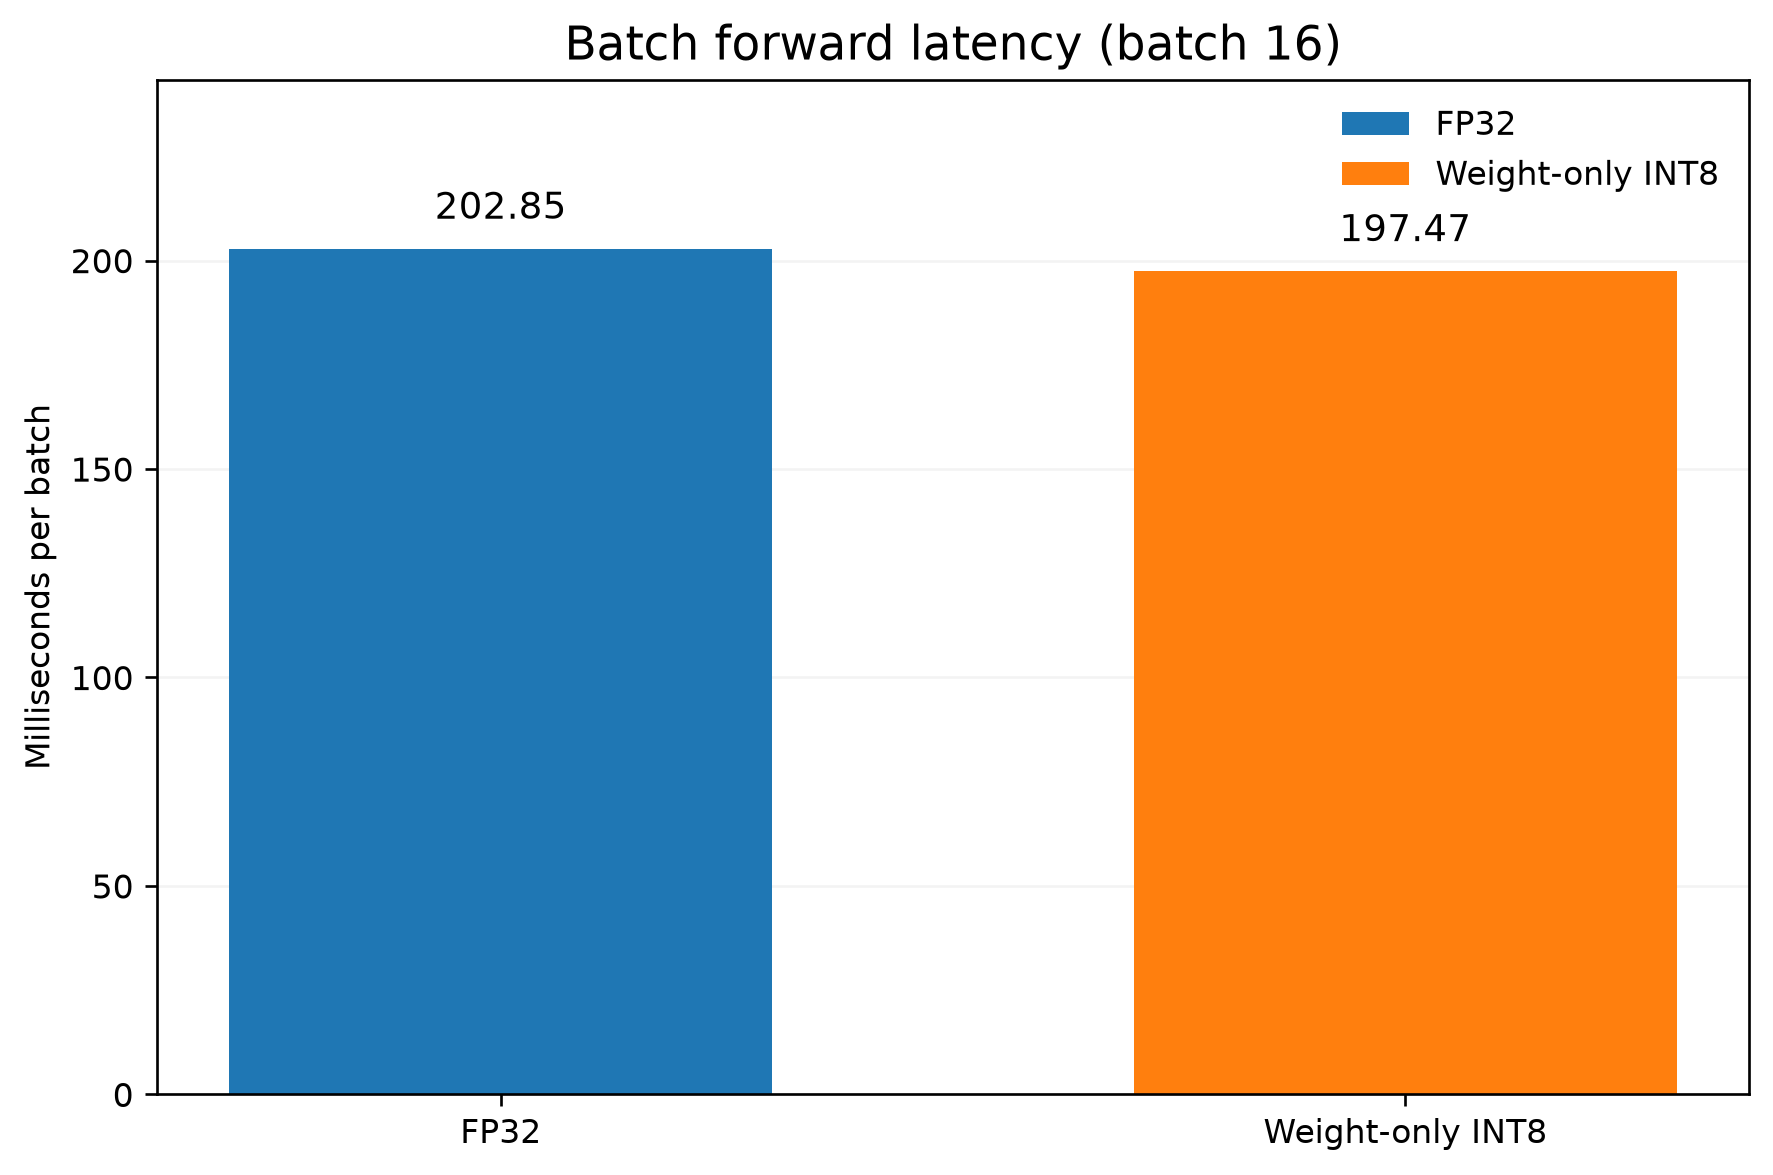 Batch forward latency (batch 16)
FP32
Weight-only INT8
202.85
197.47
Milliseconds per batch
200
150
100
50
0
FP32
Weight-only INT8